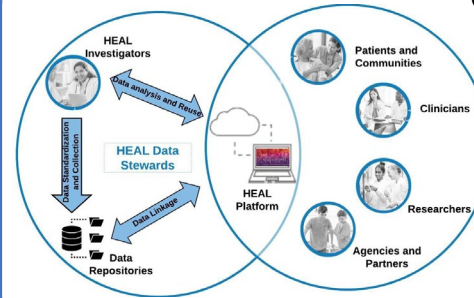 HEAL
Investigators
Data analysis and Reuse
Data Standardization
and Collection
HEAL Data
Stewards
Data Linkage
Data
Repositories
HEAL
Platform
Patients and
Communities
Clinicians
Researchers
Agencies and
Partners